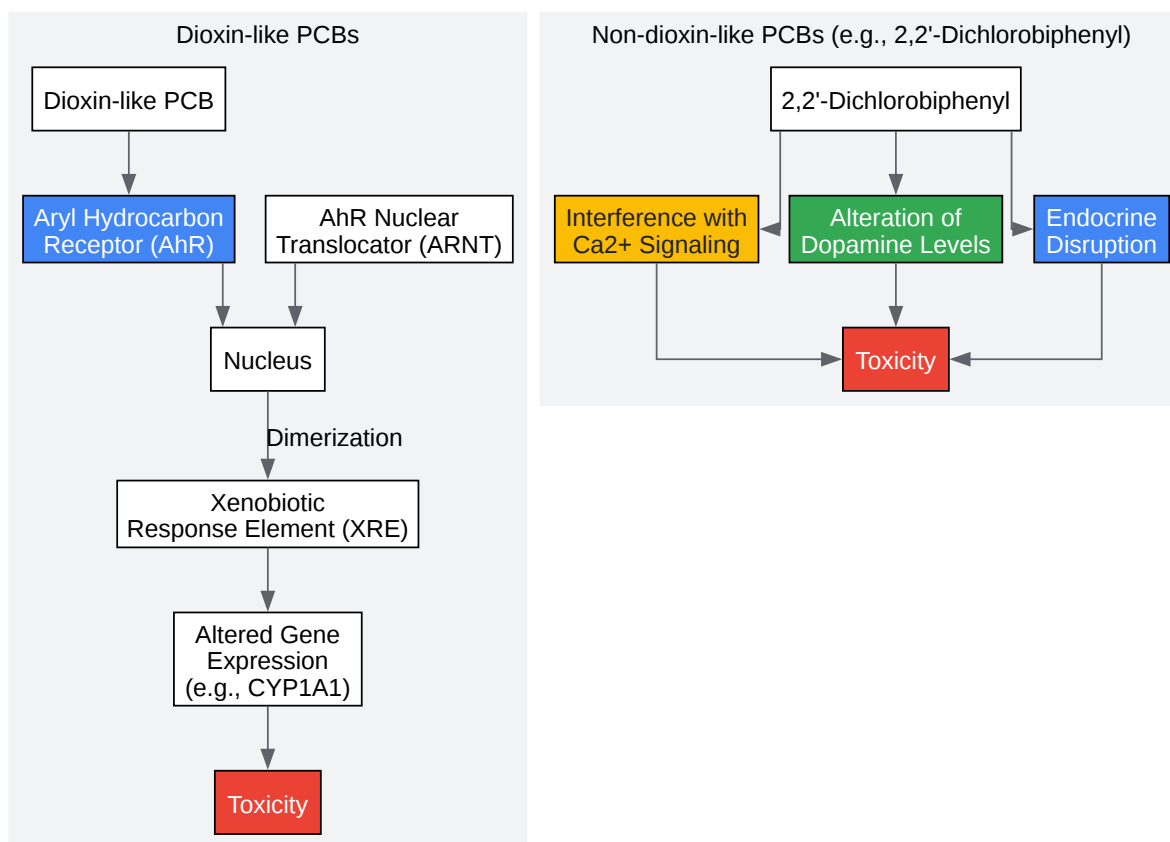 Dioxin-like PCBs
Dioxin-like PCB
Aryl Hydrocarbon
Receptor (AhR)
AhR Nuclear
Translocator (ARNT)
Nucleus
Dimerization
Xenobiotic
Response Element (XRE)
Altered Gene
Expression
(e.g., CYP1A1)
Toxicity
Non-dioxin-like PCBs (e.g., 2,2'-Dichlorobiphenyl)
2,2'-Dichlorobiphenyl
Interference with
Ca2+ Signaling
Alteration of
Dopamine Levels
Endocrine
Disruption
Toxicity